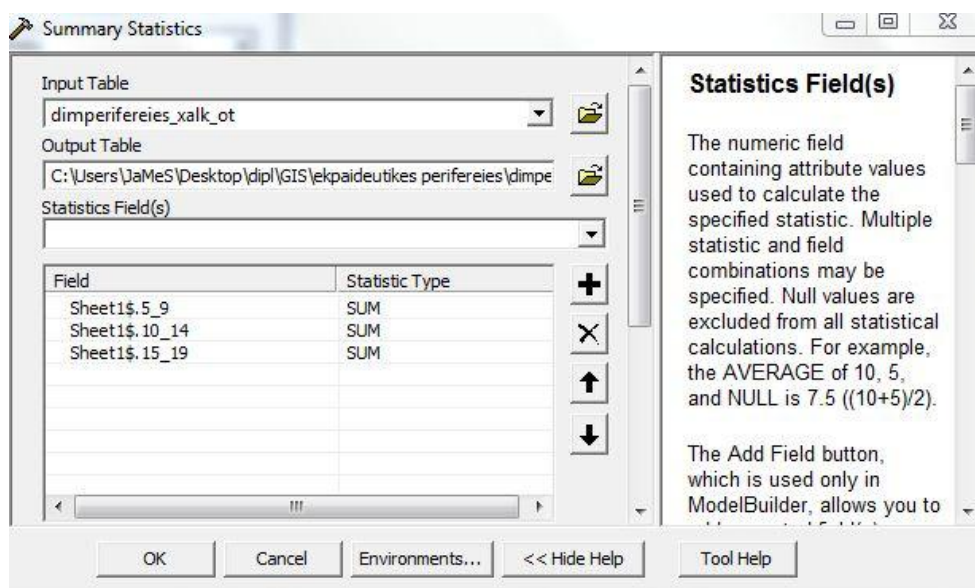 Summary Statistics
Input Table
dimperifereies_xalk_ot
Output Table
C:\Users\JaMeS\Desktop\dipl\GIS\ekpaideutikes perifereies\dimpe
Statistics Field(s)
Field Statistic Type
Sheet1$.5_9 SUM
Sheet1$.10_14 SUM
Sheet1$.15_19 SUM
OK Cancel Environments... << Hide Help Tool Help
Statistics Field(s)
The numeric field
containing attribute values
used to calculate the
specified statistic. Multiple
statistic and field
combinations may be
specified. Null values are
excluded from all statistical
calculations. For example,
the AVERAGE of 10, 5,
and NULL is 7.5 ((10+5)/2).
The Add Field button,
which is used only in
ModelBuilder, allows you to